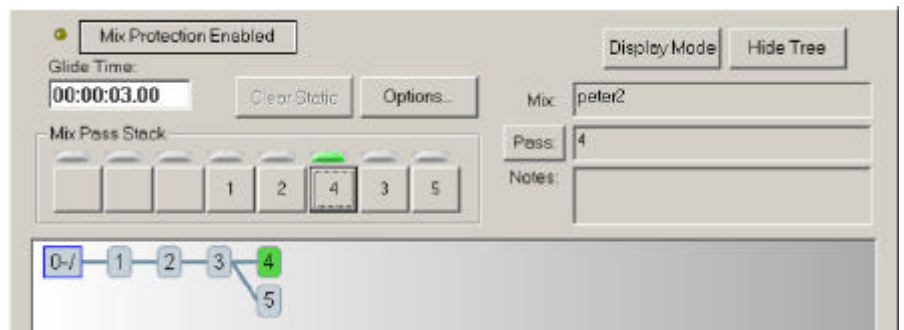 Mix Protection Enabled
Display Mode
Hide Tree
Glide Time:
00:00:03.00
Clear Static
Options...
Mix:
peter2
Mix Pass Stack
Pass:
4
1
2
4
3
5
Notes:
0-/
1
2
3
4
5